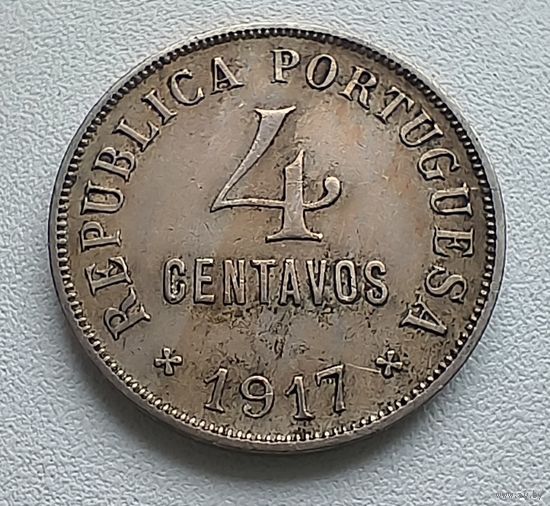 REPUBLICA PORTUGUESA
4
CENTAVOS
* 1917 *